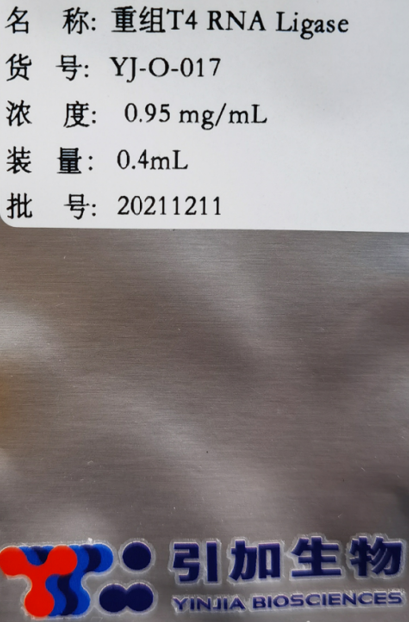 名 称: 重组T4 RNA Ligase
货 号: YJ-O-017
浓 度: 0.95 mg/mL
装 量: 0.4mL
批 号: 20211211
引加生物
YINJIA BIOSCIENCES